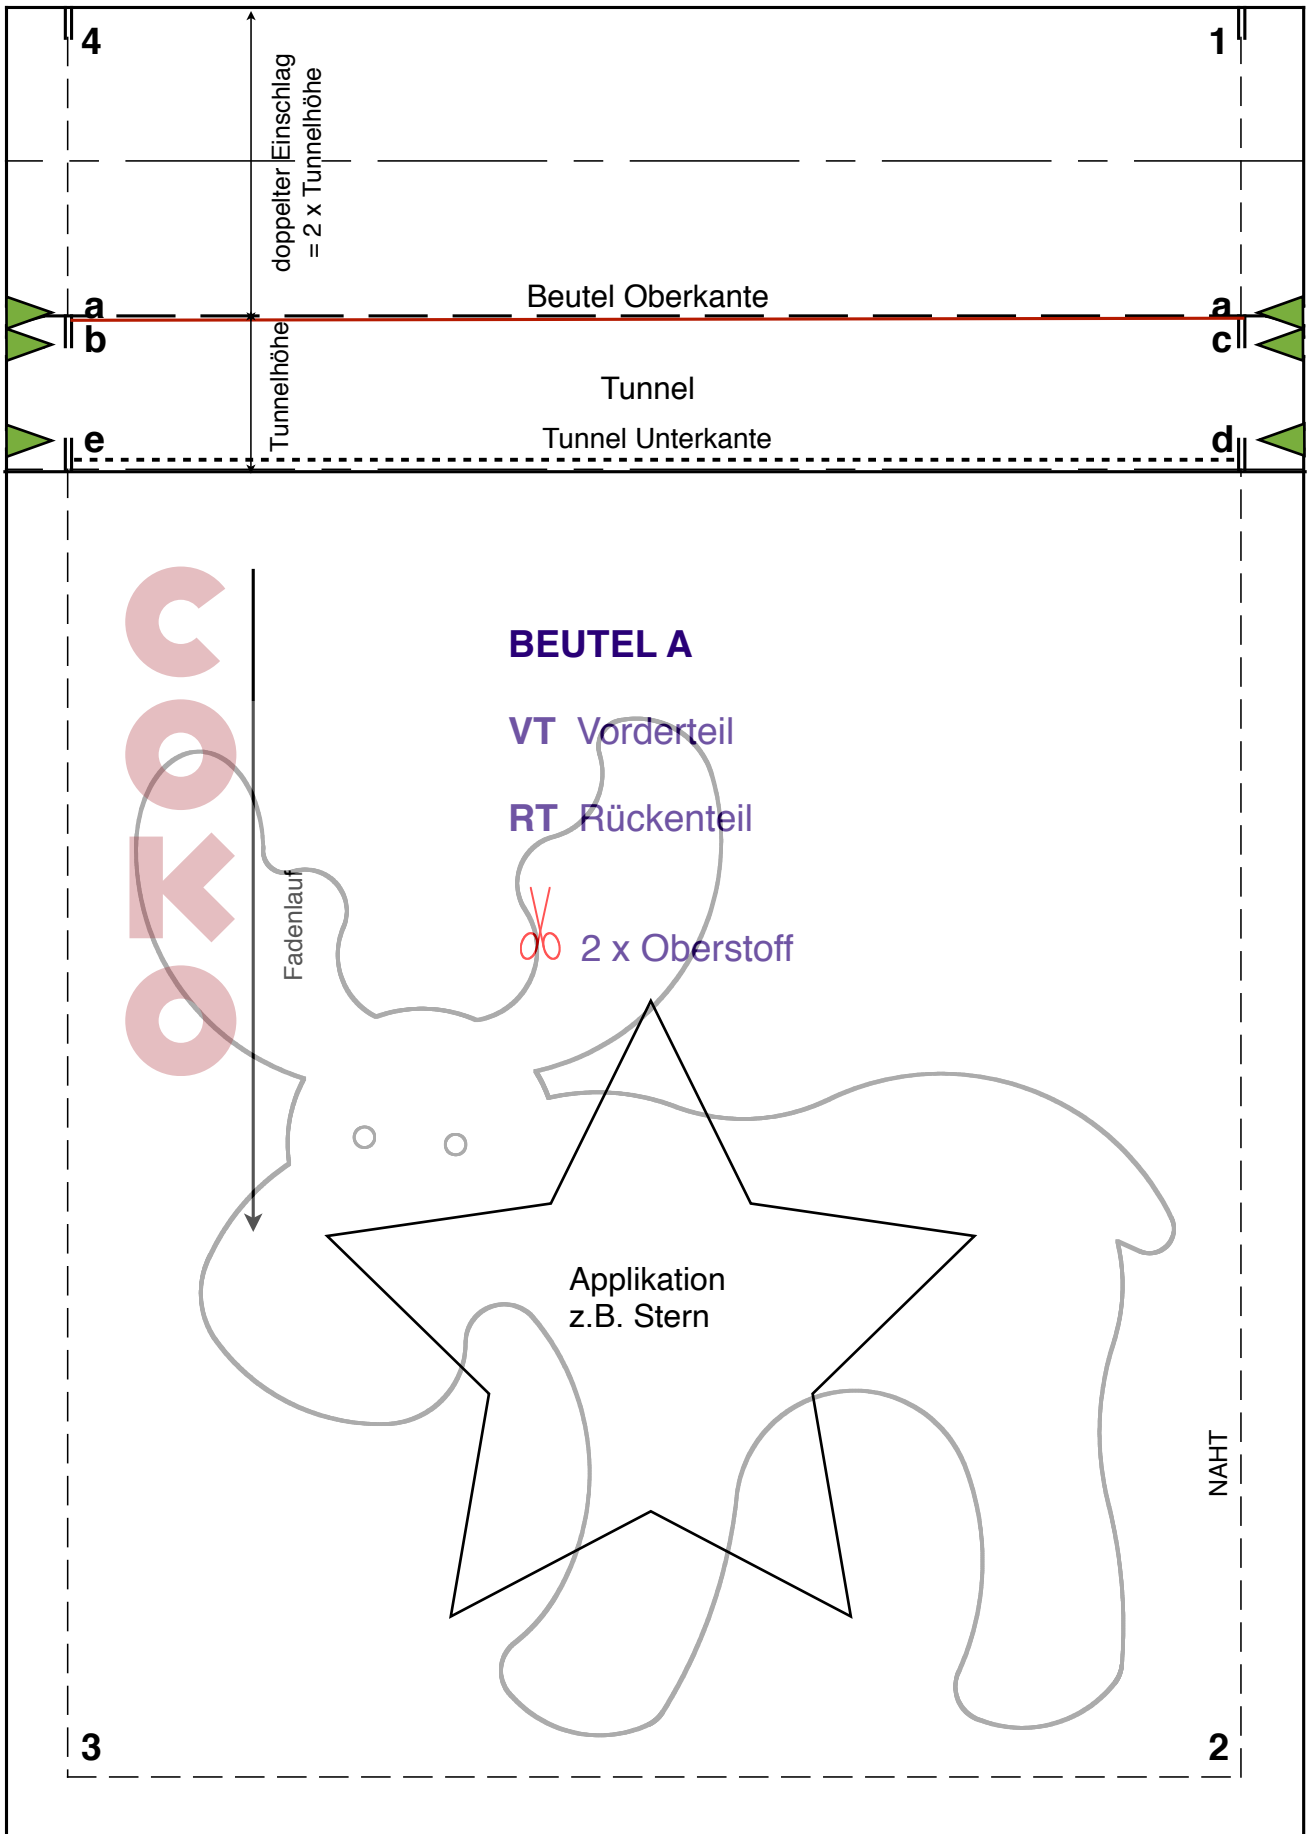 4
1
doppelter Einschlag
= 2 x Tunnelhöhe
a
Beutel Oberkante
a
b
c
Tunnelhöhe
Tunnel
e
Tunnel Unterkante
d
COKO
BEUTEL A
VT Vorderteil
RT Rückenteil
Fadenlauf
2 x Oberstoff
Applikation
z.B. Stern
NAHT
3
2